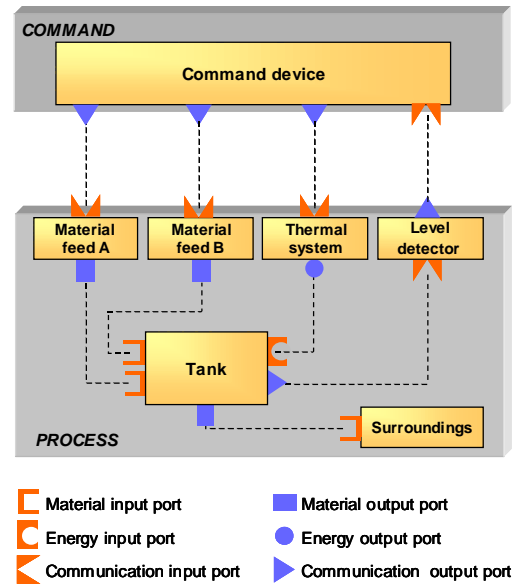 COMMAND
Command device
Material
feed A
Material
feed B
Thermal
system
Level
detector
Tank
Surroundings
PROCESS
Material input port
Material output port
Energy input port
Energy output port
Communication input port
Communication output port